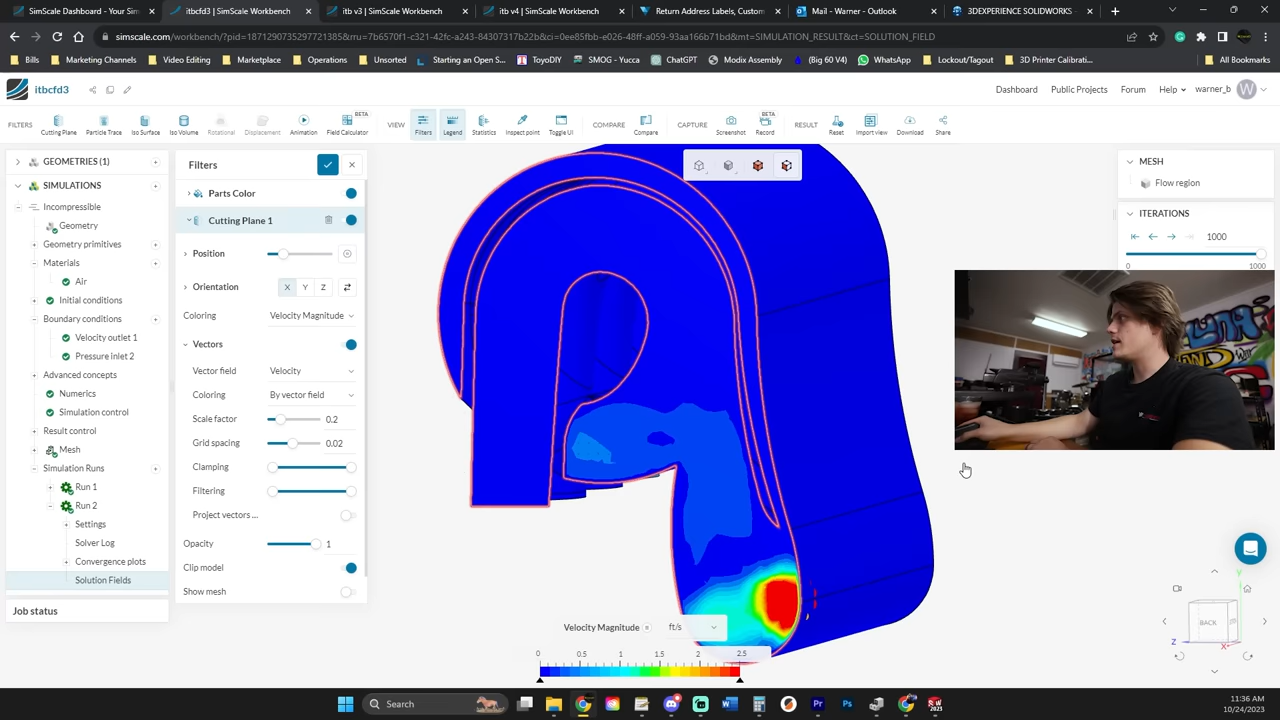 SimScale Dashboard - Your Sim
itbcfd3 | SimScale Workbench
itb v3 | SimScale Workbench
itb v4 | SimScale Workbench
Return Address Labels, Custom
Mail - Warner - Outlook
3DEXPERIENCE SOLIDWORKS
simscale.com/workbench/?pid=1871290735297721385&rru=7b6570f1-c321-42fc-a243-84307317b22b&ci=0ee85fbb-e026-48ff-a059-93aa166b71bd&mt=SIMULATION_RESULT&ct=SOLUTION_FIELD
Bills Marketing Channels Video Editing Marketplace Operations Unsorted Starting an Open S... ToyoDIY SMOG - Yucca ChatGPT Modix Assembly (Big 60 V4) WhatsApp Lockout/Tagout 3D Printer Calibrati... All Bookmarks
itbcfd3 Dashboard Public Projects Forum Help warner_b W
BETA BETA
FILTERS Cutting Plane Particle Trace Iso Surface Iso Volume Rotational Displacement Animation Field Calculator VIEW Filters Legend Statistics Inspect point Toggle UI COMPARE Compare CAPTURE Screenshot Record RESULT Reset Import view Download Share
GEOMETRIES (1)
SIMULATIONS
Incompressible
Geometry
Geometry primitives
Materials
Air
Initial conditions
Boundary conditions
Velocity outlet 1
Pressure inlet 2
Advanced concepts
Numerics
Simulation control
Result control
Mesh
Simulation Runs
Run 1
Run 2
Settings
Solver Log
Convergence plots
Solution Fields
Job status
Filters
Parts Color
Cutting Plane 1
Position
Orientation X Y Z
Coloring Velocity Magnitude
Vectors
Vector field Velocity
Coloring By vector field
Scale factor 0.2
Grid spacing 0.02
Clamping
Filtering
Project vectors ...
Opacity 1
Clip model
Show mesh
MESH
Flow region
ITERATIONS
1000
0 1000
Velocity Magnitude ft/s
0 0.5 1 1.5 2 2.5
Y
BACK
Z X
Search
11:36 AM
10/24/2023